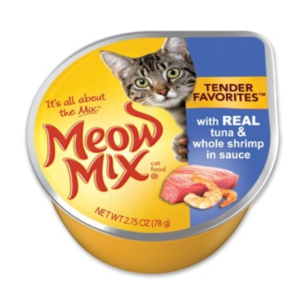 It's all about
the Mix™
Meow
Mix®
cat
food
NET WT 2.75 OZ (78 g)
TENDER
FAVORITES™
with REAL
tuna &
whole shrimp
in sauce